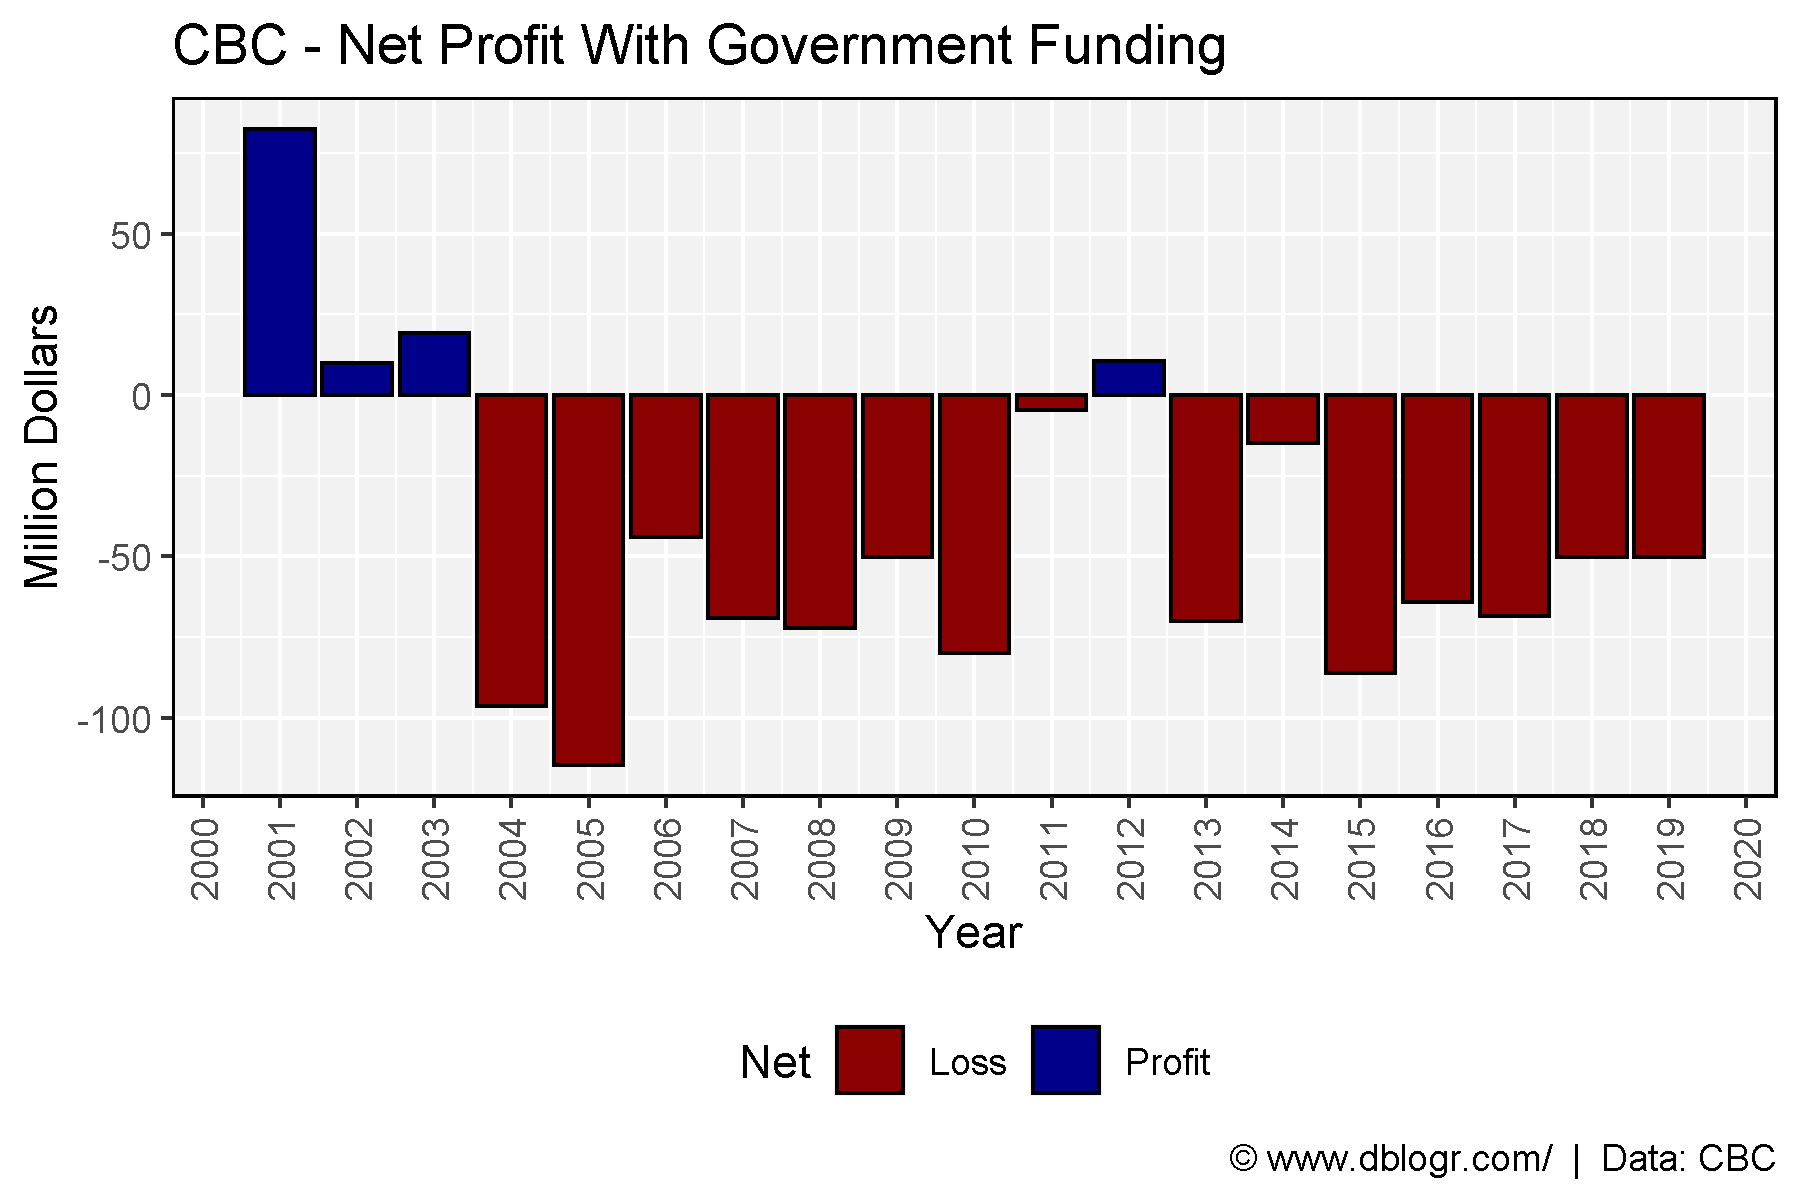 CBC - Net Profit With Government Funding
Million Dollars
50
0
-50
-100
2000 2001 2002 2003 2004 2005 2006 2007 2008 2009 2010 2011 2012 2013 2014 2015 2016 2017 2018 2019 2020
Year
Net Loss Profit
© www.dblogr.com/ | Data: CBC